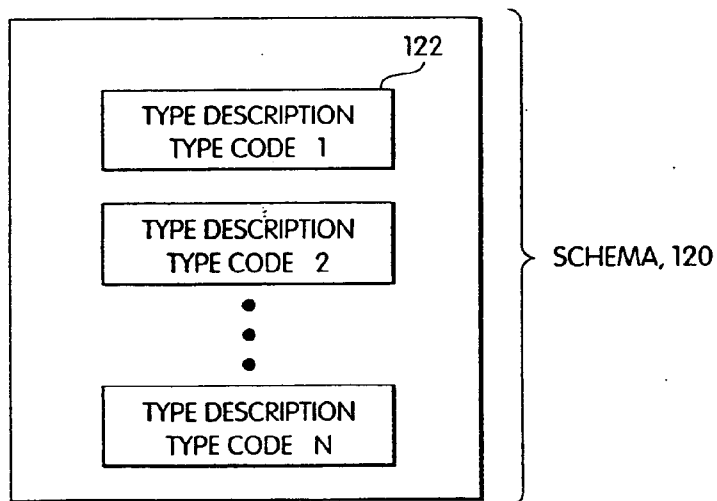 122
TYPE DESCRIPTION
TYPE CODE 1
TYPE DESCRIPTION
TYPE CODE 2
SCHEMA, 120
TYPE DESCRIPTION
TYPE CODE N